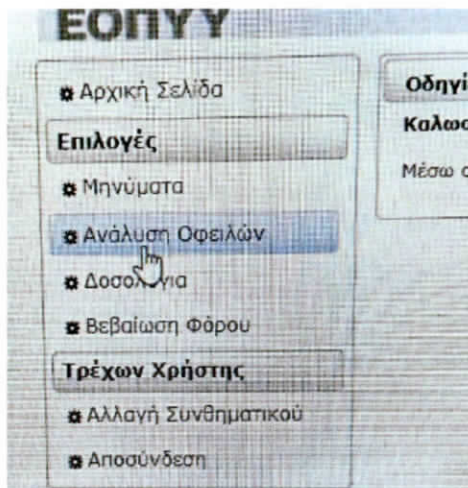 ΕΟΠΥΥ
Αρχική Σελίδα
Επιλογές
Μηνύματα
Ανάλυση Οφειλών
Βεβαίωση Φόρου
Τρέχων Χρήστης
Αλλαγή Συνθηματικού
Αποσύνδεση
Μέσω